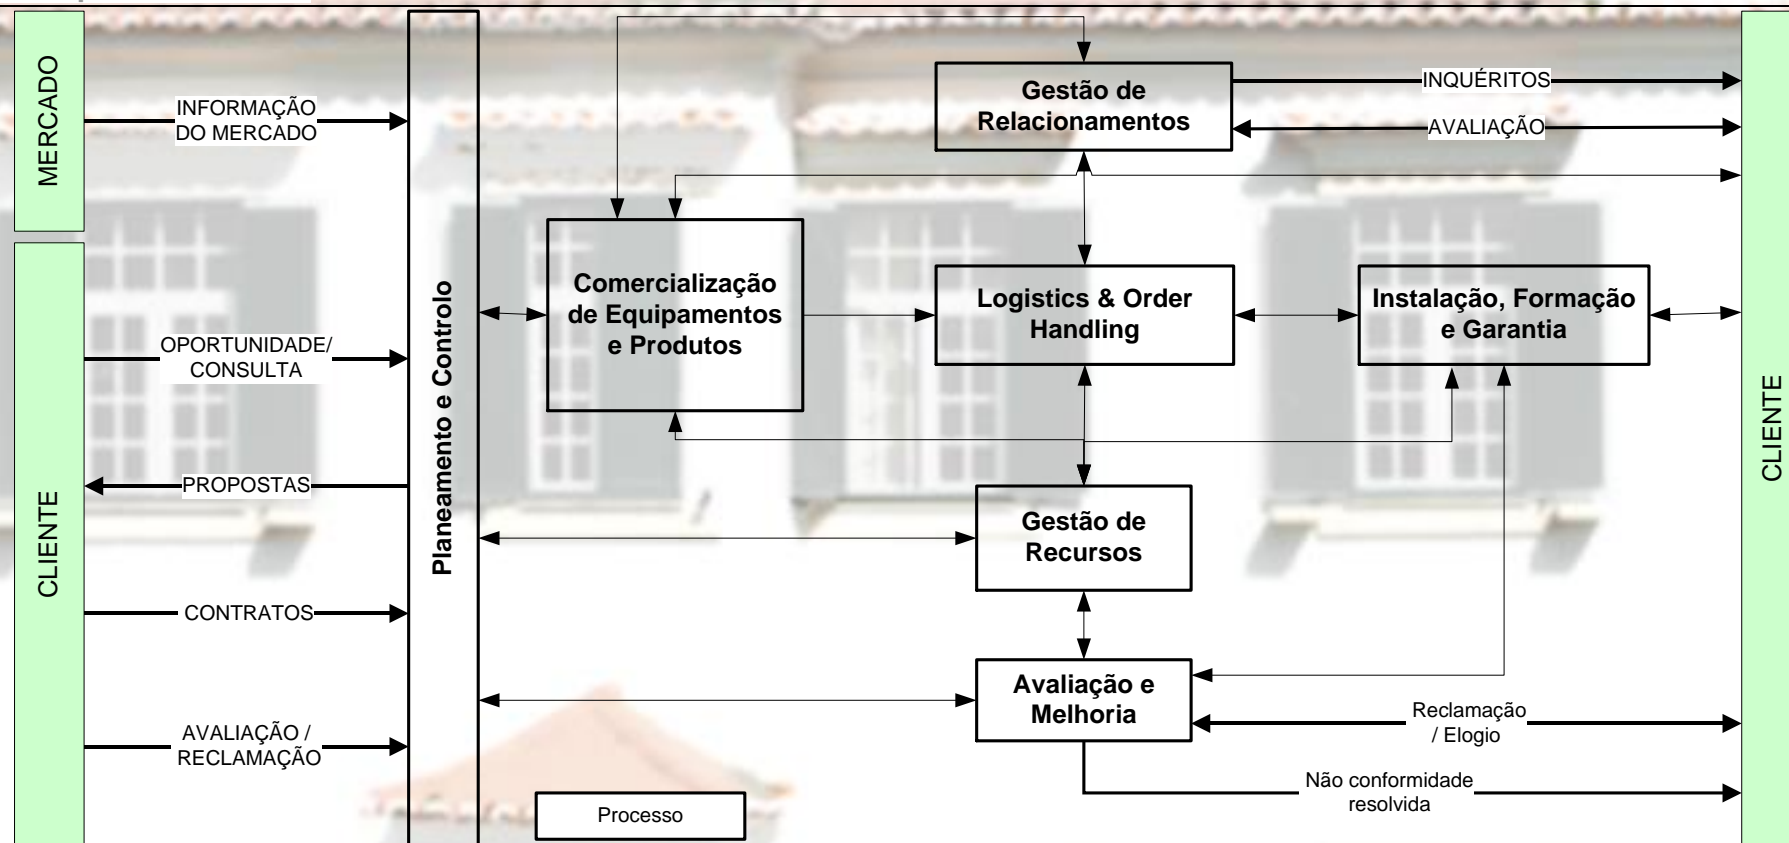 MERCADO
INFORMAÇÃO
DO MERCADO
CLIENTE
OPORTUNIDADE/
CONSULTA
PROPOSTAS
CONTRATOS
AVALIAÇÃO /
RECLAMAÇÃO
Planeamento e Controlo
Gestão de
Relacionamentos
INQUÉRITOS
AVALIAÇÃO
Comercialização
de Equipamentos
e Produtos
Logistics & Order
Handling
Instalação, Formação
e Garantia
Gestão de
Recursos
Avaliação e
Melhoria
Reclamação
/ Elogio
Não conformidade
resolvida
Processo
CLIENTE